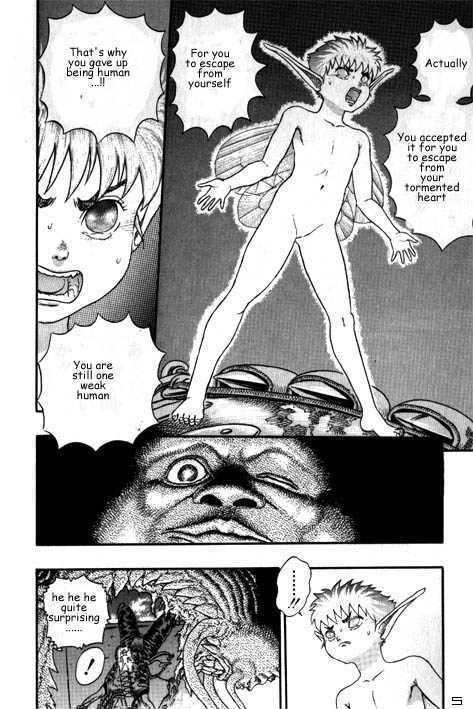 Actually
You accepted
it for you
to escape
from
your
tormented
heart
For you
to escape
from
yourself
That's why
you gave up
being human
...!!
You are
still one
weak
human
......!!
he he he
quite
surprising
......
!
5